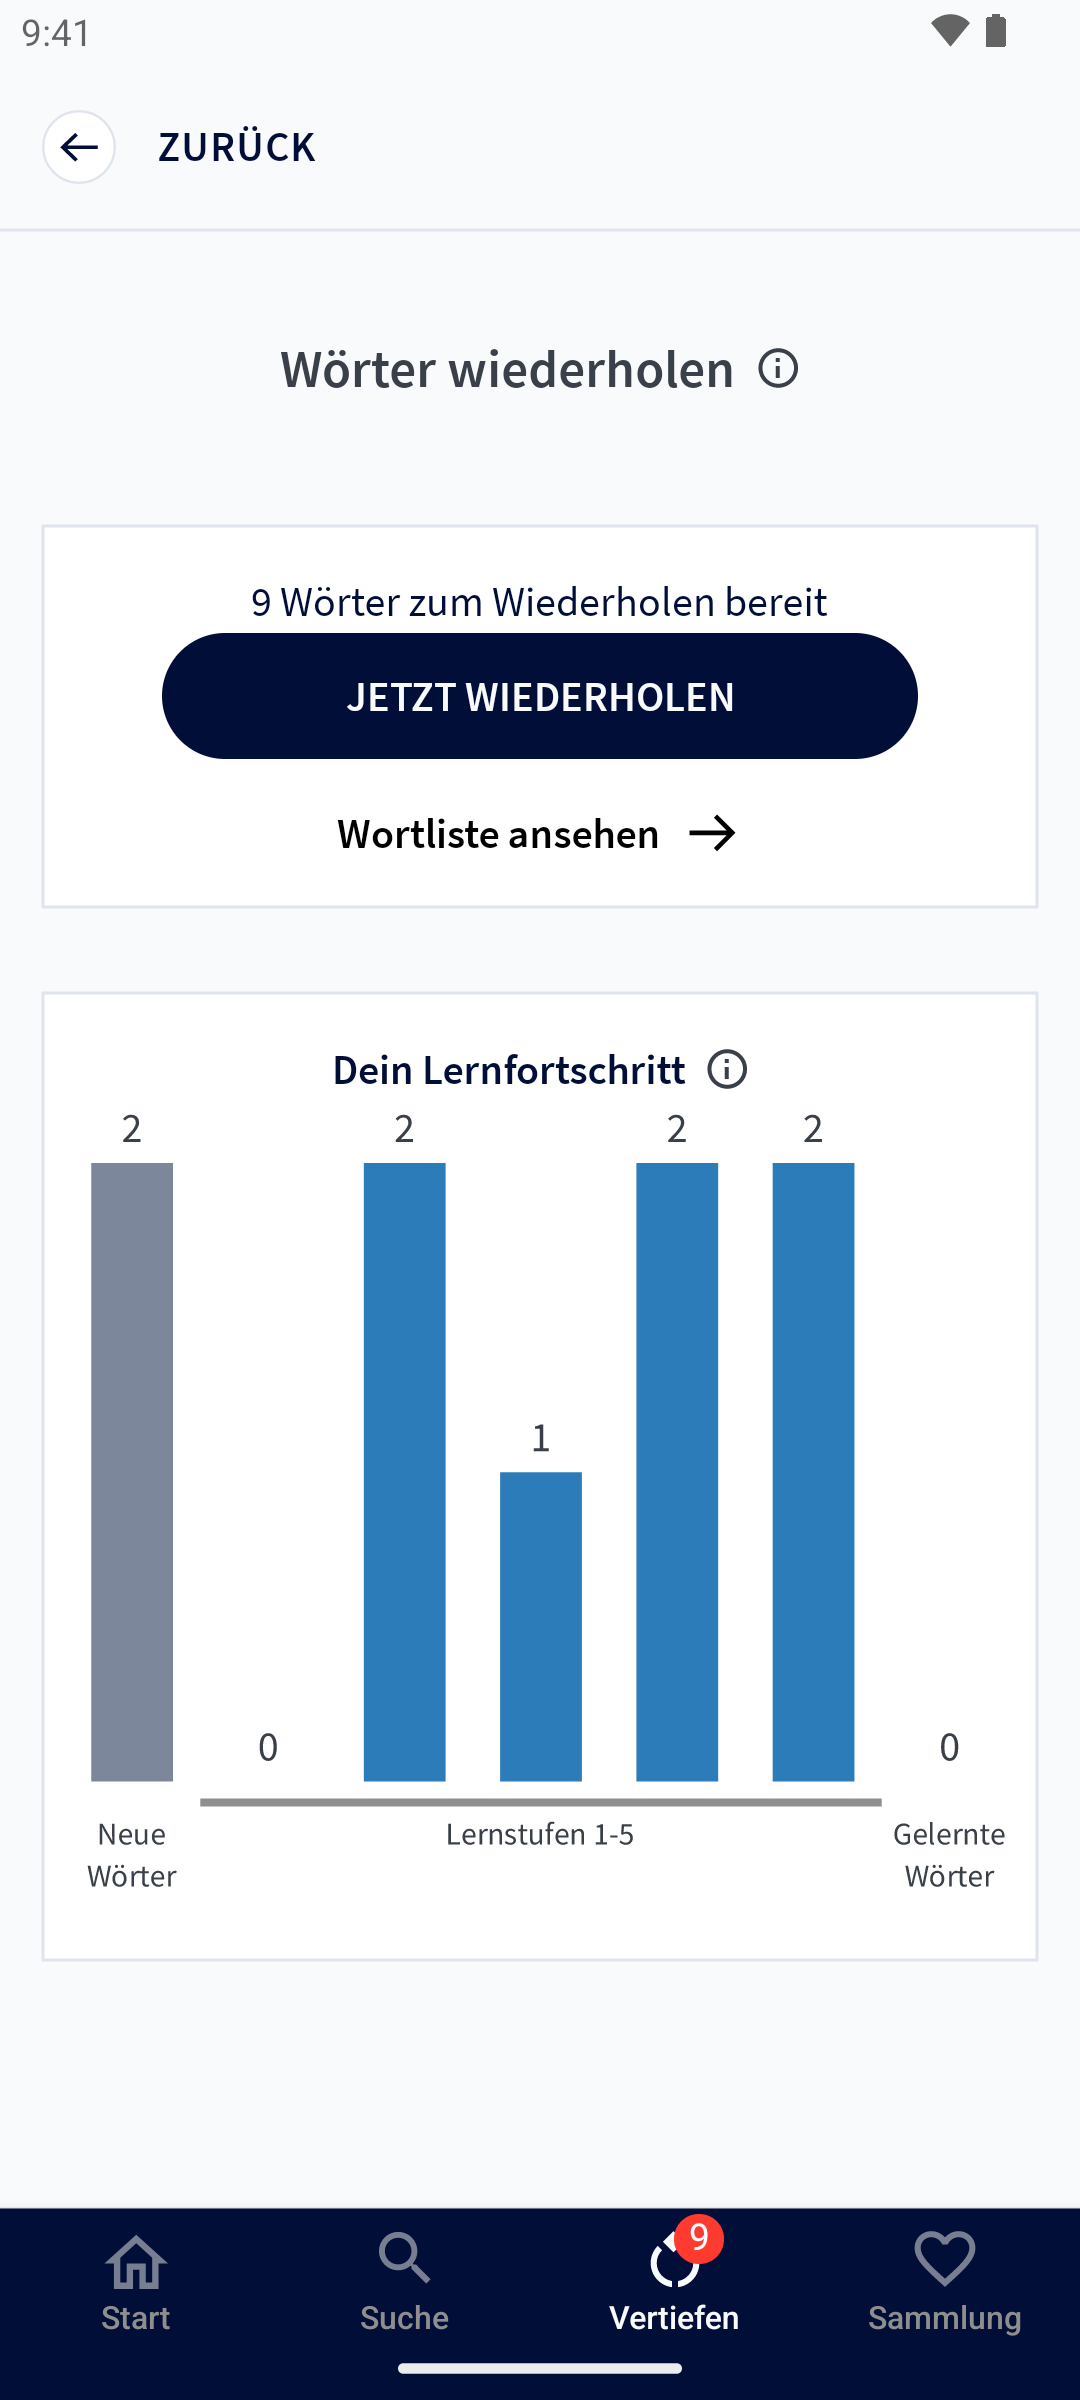 9:41
ZURÜCK
Wörter wiederholen
9 Wörter zum Wiederholen bereit
JETZT WIEDERHOLEN
Wortliste ansehen
Dein Lernfortschritt
2 2 2 2
1
0 0
Neue Wörter
Lernstufen 1-5
Gelernte Wörter
9
Start
Suche
Vertiefen
Sammlung